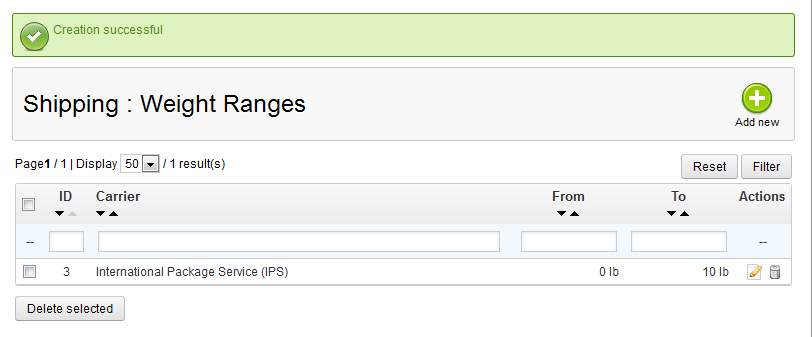 Creation successful
Shipping : Weight Ranges
Add new
Page1 / 1 | Display 50 / 1 result(s)
Reset Filter
ID Carrier From To Actions
-- --
3 International Package Service (IPS) 0 lb 10 lb
Delete selected